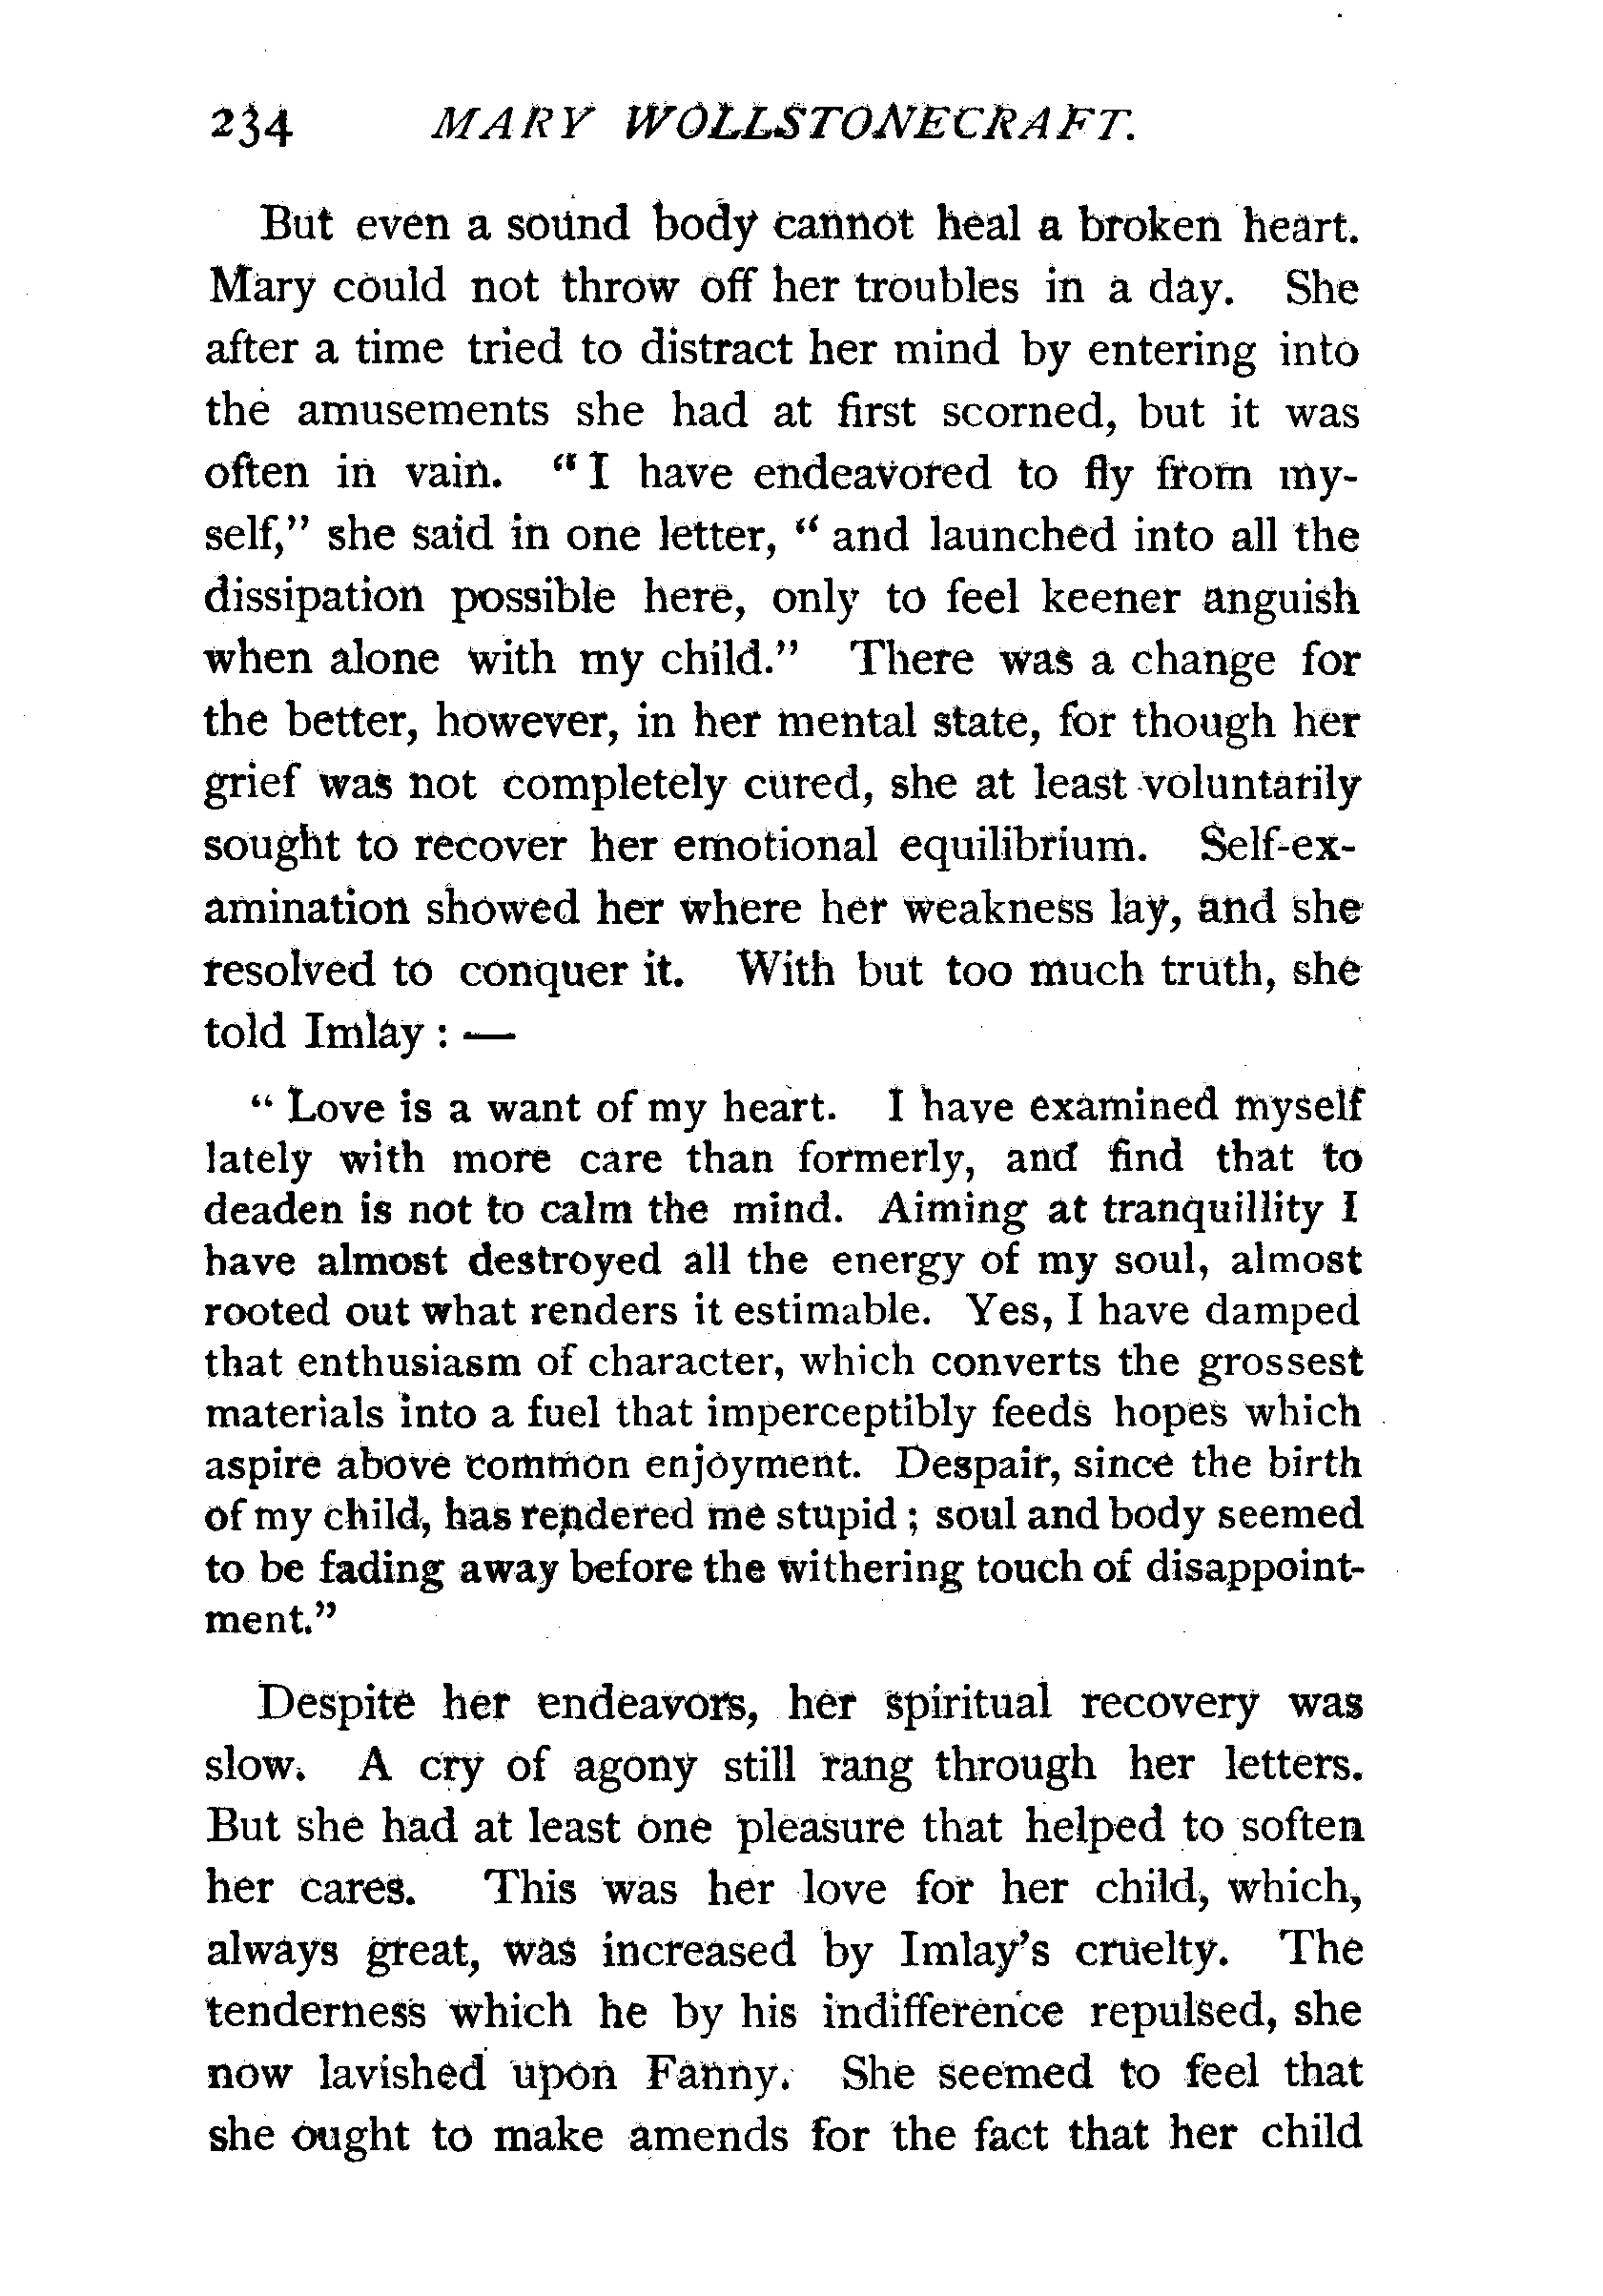 234 MARY WOLLSTONECRAFT.
But even a sound body cannot heal a broken heart.
Mary could not throw off her troubles in a day. She
after a time tried to distract her mind by entering into
the amusements she had at first scorned, but it was
often in vain. "I have endeavored to fly from my-
self," she said in one letter, "and launched into all the
dissipation possible here, only to feel keener anguish
when alone with my child." There was a change for
the better, however, in her mental state, for though her
grief was not completely cured, she at least voluntarily
sought to recover her emotional equilibrium. Self-ex-
amination showed her where her weakness lay, and she
resolved to conquer it. With but too much truth, she
told Imlay : —
"Love is a want of my heart. I have examined myself
lately with more care than formerly, and find that to
deaden is not to calm the mind. Aiming at tranquillity I
have almost destroyed all the energy of my soul, almost
rooted out what renders it estimable. Yes, I have damped
that enthusiasm of character, which converts the grossest
materials into a fuel that imperceptibly feeds hopes which
aspire above common enjoyment. Despair, since the birth
of my child, has rendered me stupid ; soul and body seemed
to be fading away before the withering touch of disappoint-
ment."
Despite her endeavors, her spiritual recovery was
slow. A cry of agony still rang through her letters.
But she had at least one pleasure that helped to soften
her cares. This was her love for her child, which,
always great, was increased by Imlay's cruelty. The
tenderness which he by his indifference repulsed, she
now lavished upon Fanny. She seemed to feel that
she ought to make amends for the fact that her child